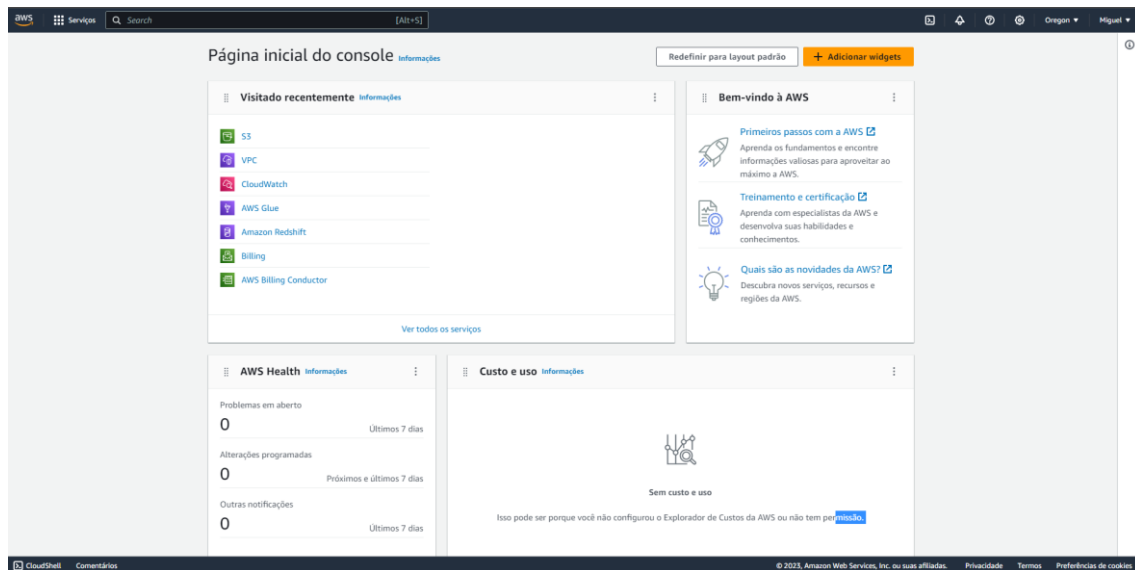 aws Serviços Search [Alt+S] Oregon Miguel
Página inicial do console Informações Redefinir para layout padrão + Adicionar widgets
Visitado recentemente Informações
S3
VPC
CloudWatch
AWS Glue
Amazon Redshift
Billing
AWS Billing Conductor
Ver todos os serviços
Bem-vindo à AWS
Primeiros passos com a AWS
Aprenda os fundamentos e encontre
informações valiosas para aproveitar ao
máximo a AWS.
Treinamento e certificação
Aprenda com especialistas da AWS e
desenvolva suas habilidades e
conhecimentos.
Quais são as novidades da AWS?
Descubra novos serviços, recursos e
regiões da AWS.
AWS Health Informações
Problemas em aberto
0 Últimos 7 dias
Alterações programadas
0 Próximos e últimos 7 dias
Outras notificações
0 Últimos 7 dias
Custo e uso Informações
Sem custo e uso
Isso pode ser porque você não configurou o Explorador de Custos da AWS ou não tem permissão.
CloudShell Comentários © 2023, Amazon Web Services, Inc. ou suas afiliadas. Privacidade Termos Preferências de cookies